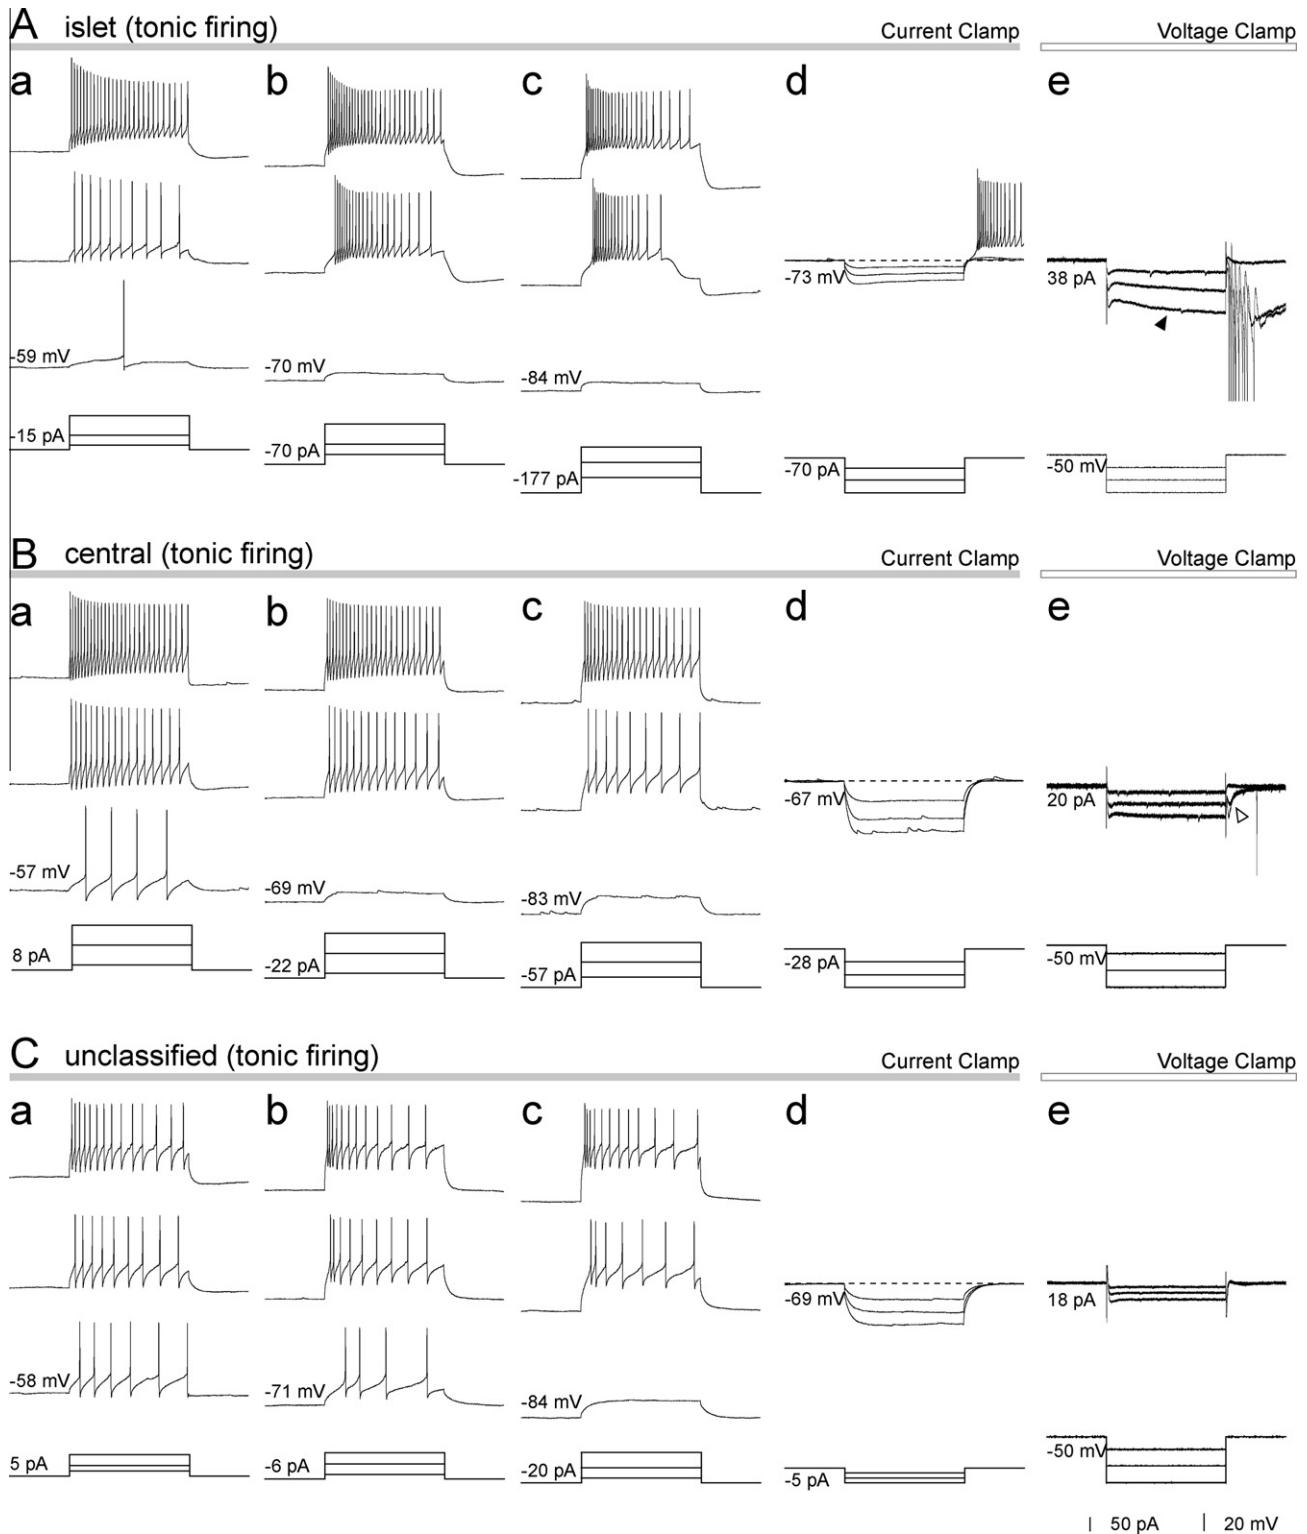 A islet (tonic firing) Current Clamp Voltage Clamp
a b c d e
-59 mV -70 mV -84 mV -73 mV 38 pA
-15 pA -70 pA -177 pA -70 pA -50 mV
B central (tonic firing) Current Clamp Voltage Clamp
a b c d e
-57 mV -69 mV -83 mV -67 mV 20 pA
8 pA -22 pA -57 pA -28 pA -50 mV
C unclassified (tonic firing) Current Clamp Voltage Clamp
a b c d e
-58 mV -71 mV -84 mV -69 mV 18 pA
5 pA -6 pA -20 pA -5 pA -50 mV
50 pA 20 mV